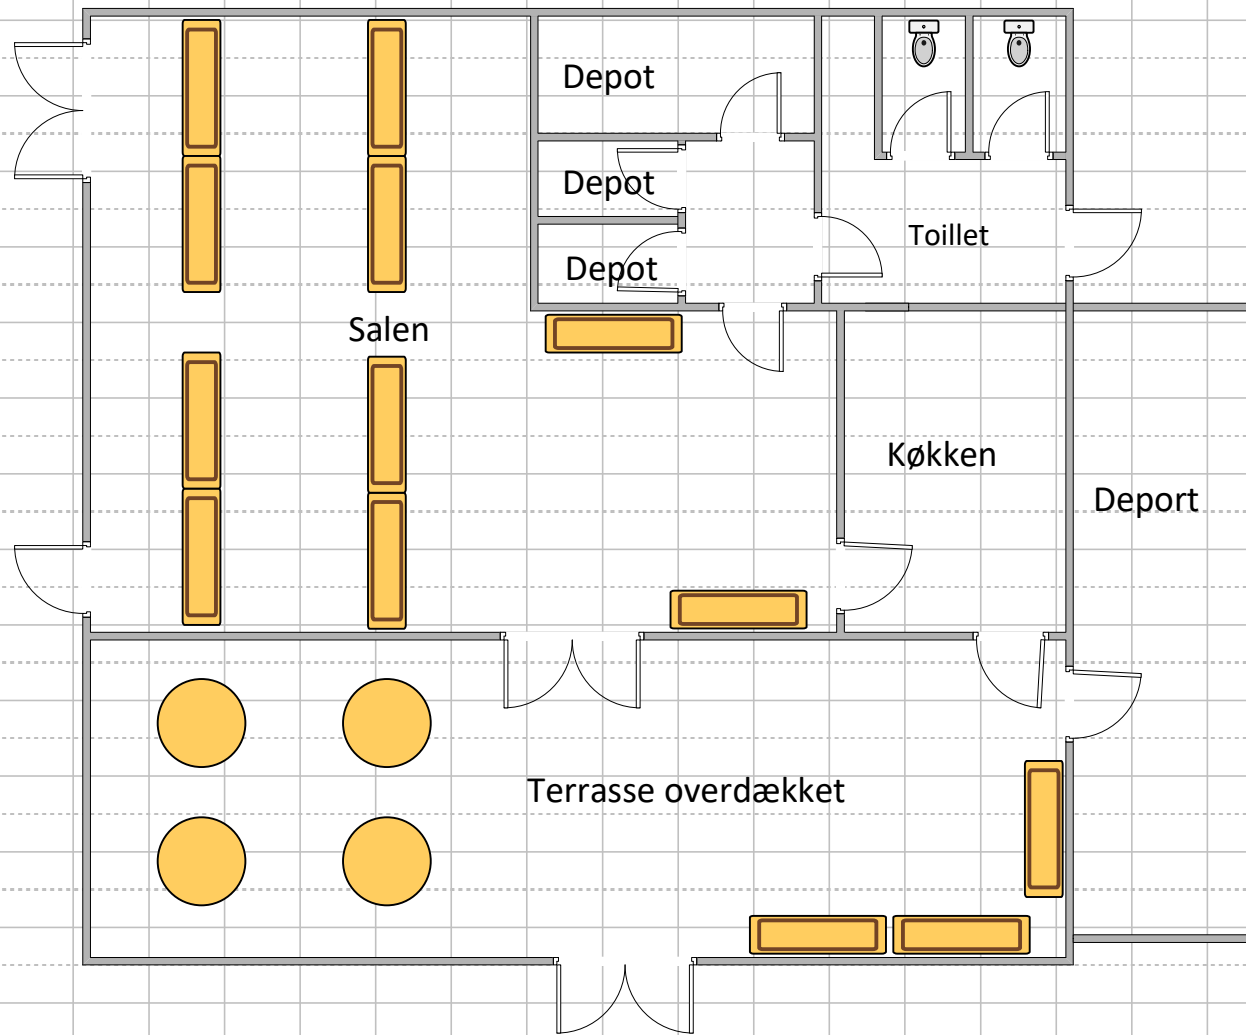 Depot
Depot
Toillet
Depot
Salen
Køkken
Deport
Terrasse overdækket